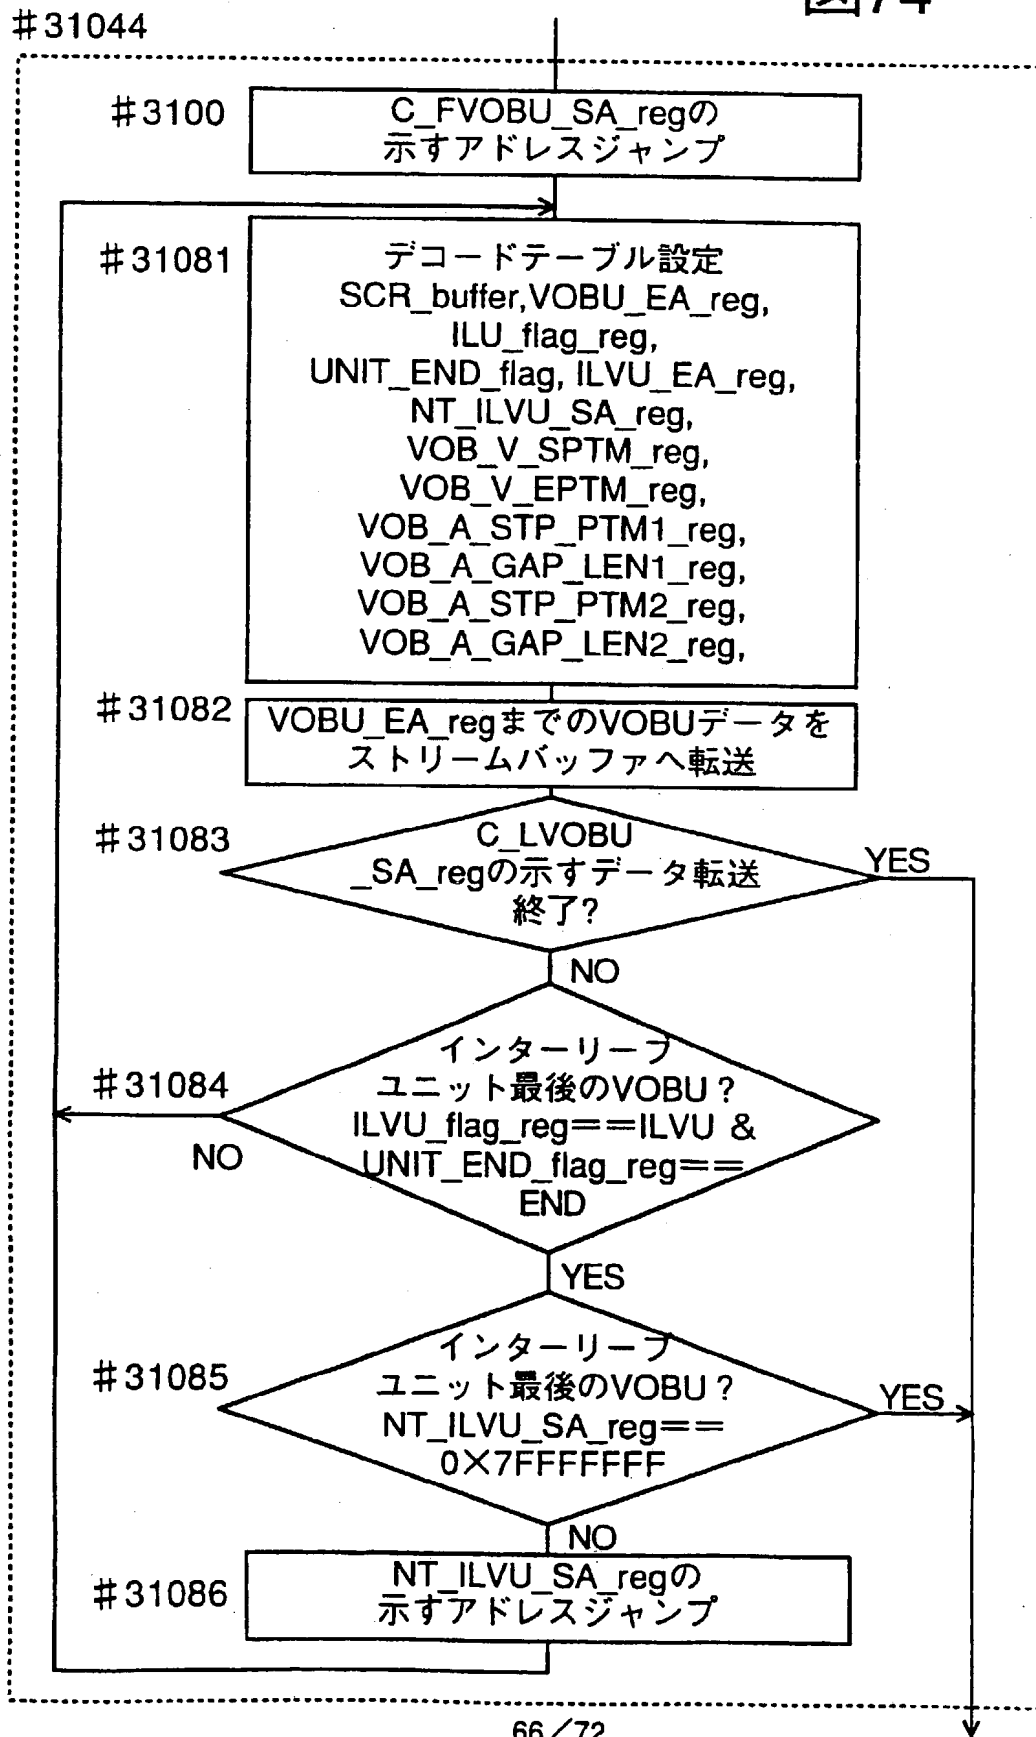 図74
#31044
#3100
C_FVOBU_SA_regの
示すアドレスジャンプ
#31081
デコードテーブル設定
SCR_buffer,VOBU_EA_reg,
ILU_flag_reg,
UNIT_END_flag, ILVU_EA_reg,
NT_ILVU_SA_reg,
VOB_V_SPTM_reg,
VOB_V_EPTM_reg,
VOB_A_STP_PTM1_reg,
VOB_A_GAP_LEN1_reg,
VOB_A_STP_PTM2_reg,
VOB_A_GAP_LEN2_reg,
#31082
VOBU_EA_regまでのVOBUデータを
ストリームバッファへ転送
#31083
C_LVOBU
_SA_regの示すデータ転送
終了?
YES
NO
#31084
インターリーブ
ユニット最後のVOBU?
ILVU_flag_reg==ILVU &
UNIT_END_flag_reg==
END
NO
YES
#31085
インターリーブ
ユニット最後のVOBU?
NT_ILVU_SA_reg==
0×7FFFFFFF
YES
NO
#31086
NT_ILVU_SA_regの
示すアドレスジャンプ
66/72